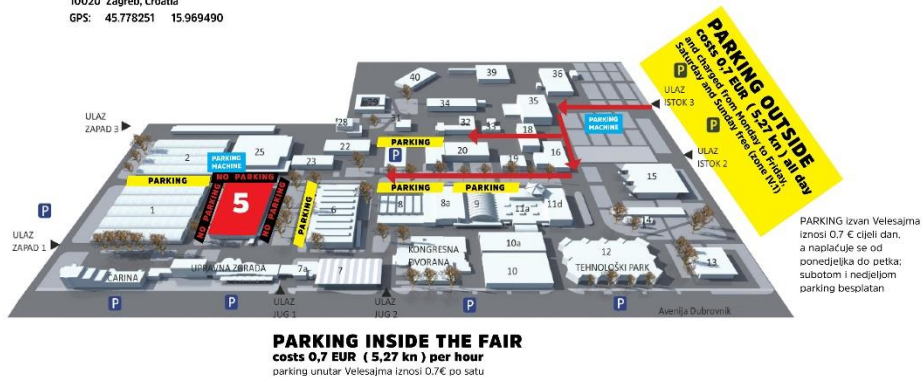 10020 Zagreb, Croatia
GPS: 45.778251 15.969490
PARKING OUTSIDE
costs 0,7 EUR ( 5,27 kn ) all day
and charged from Monday to Friday,
Saturday and Sunday free (zone IV.1)
P
P
ULAZ
ISTOK 3
ULAZ
ISTOK 2
PARKING
MACHINE
40
39
36
35
34
32
31
29
28
18
16
19
20
22
23
25
ULAZ
ZAPAD 3
2
PARKING
MACHINE
PARKING
P
PARKING
NO PARKING
NO PARKING
5
NO PARKING
PARKING
6
PARKING
PARKING
8
8a
9
11a
11d
15
14
P
1
ULAZ
ZAPAD 1
CARINA
UPRAVNA ZGRADA
7a
7
KONGRESNA
DVORANA
10a
10
12
TEHNOLOŠKI PARK
13
P
P
ULAZ
JUG 1
ULAZ
JUG 2
P
P
Avenija Dubrovnik
PARKING izvan Velesajma
iznosi 0.7 € cijeli dan,
a naplaćuje se od
ponedjeljka do petka;
subotom i nedjeljom
parking besplatan
PARKING INSIDE THE FAIR
costs 0,7 EUR ( 5,27 kn ) per hour
parking unutar Velesajma iznosi 0.7€ po satu